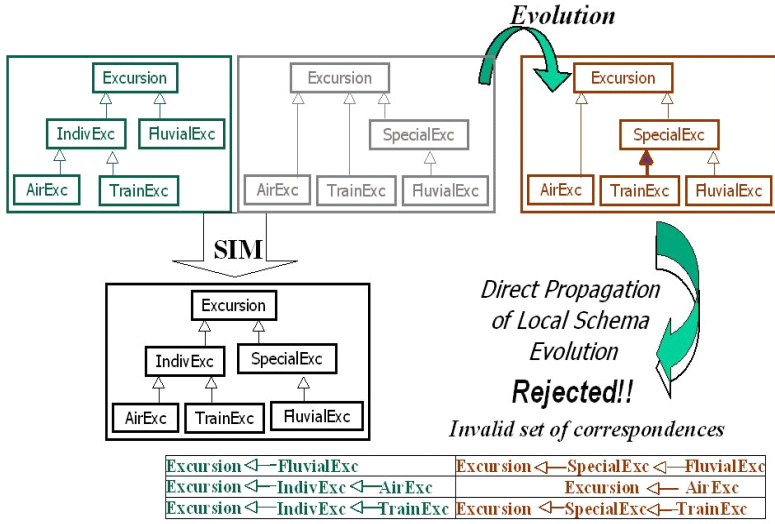 Evolution
Excursion
IndivExc
FluvialExc
AirExc
TrainExc
Excursion
SpecialExc
AirExc
TrainExc
FluvialExc
Excursion
SpecialExc
AirExc
TrainExc
FluvialExc
SIM
Excursion
IndivExc
SpecialExc
AirExc
TrainExc
FluvialExc
Direct Propagation
of Local Schema
Evolution
Rejected!!
Invalid set of correspondences
Excursion FluvialExc
Excursion SpecialExc FluvialExc
Excursion IndivExc AirExc
Excursion AirExc
Excursion IndivExc TrainExc
Excursion SpecialExc TrainExc